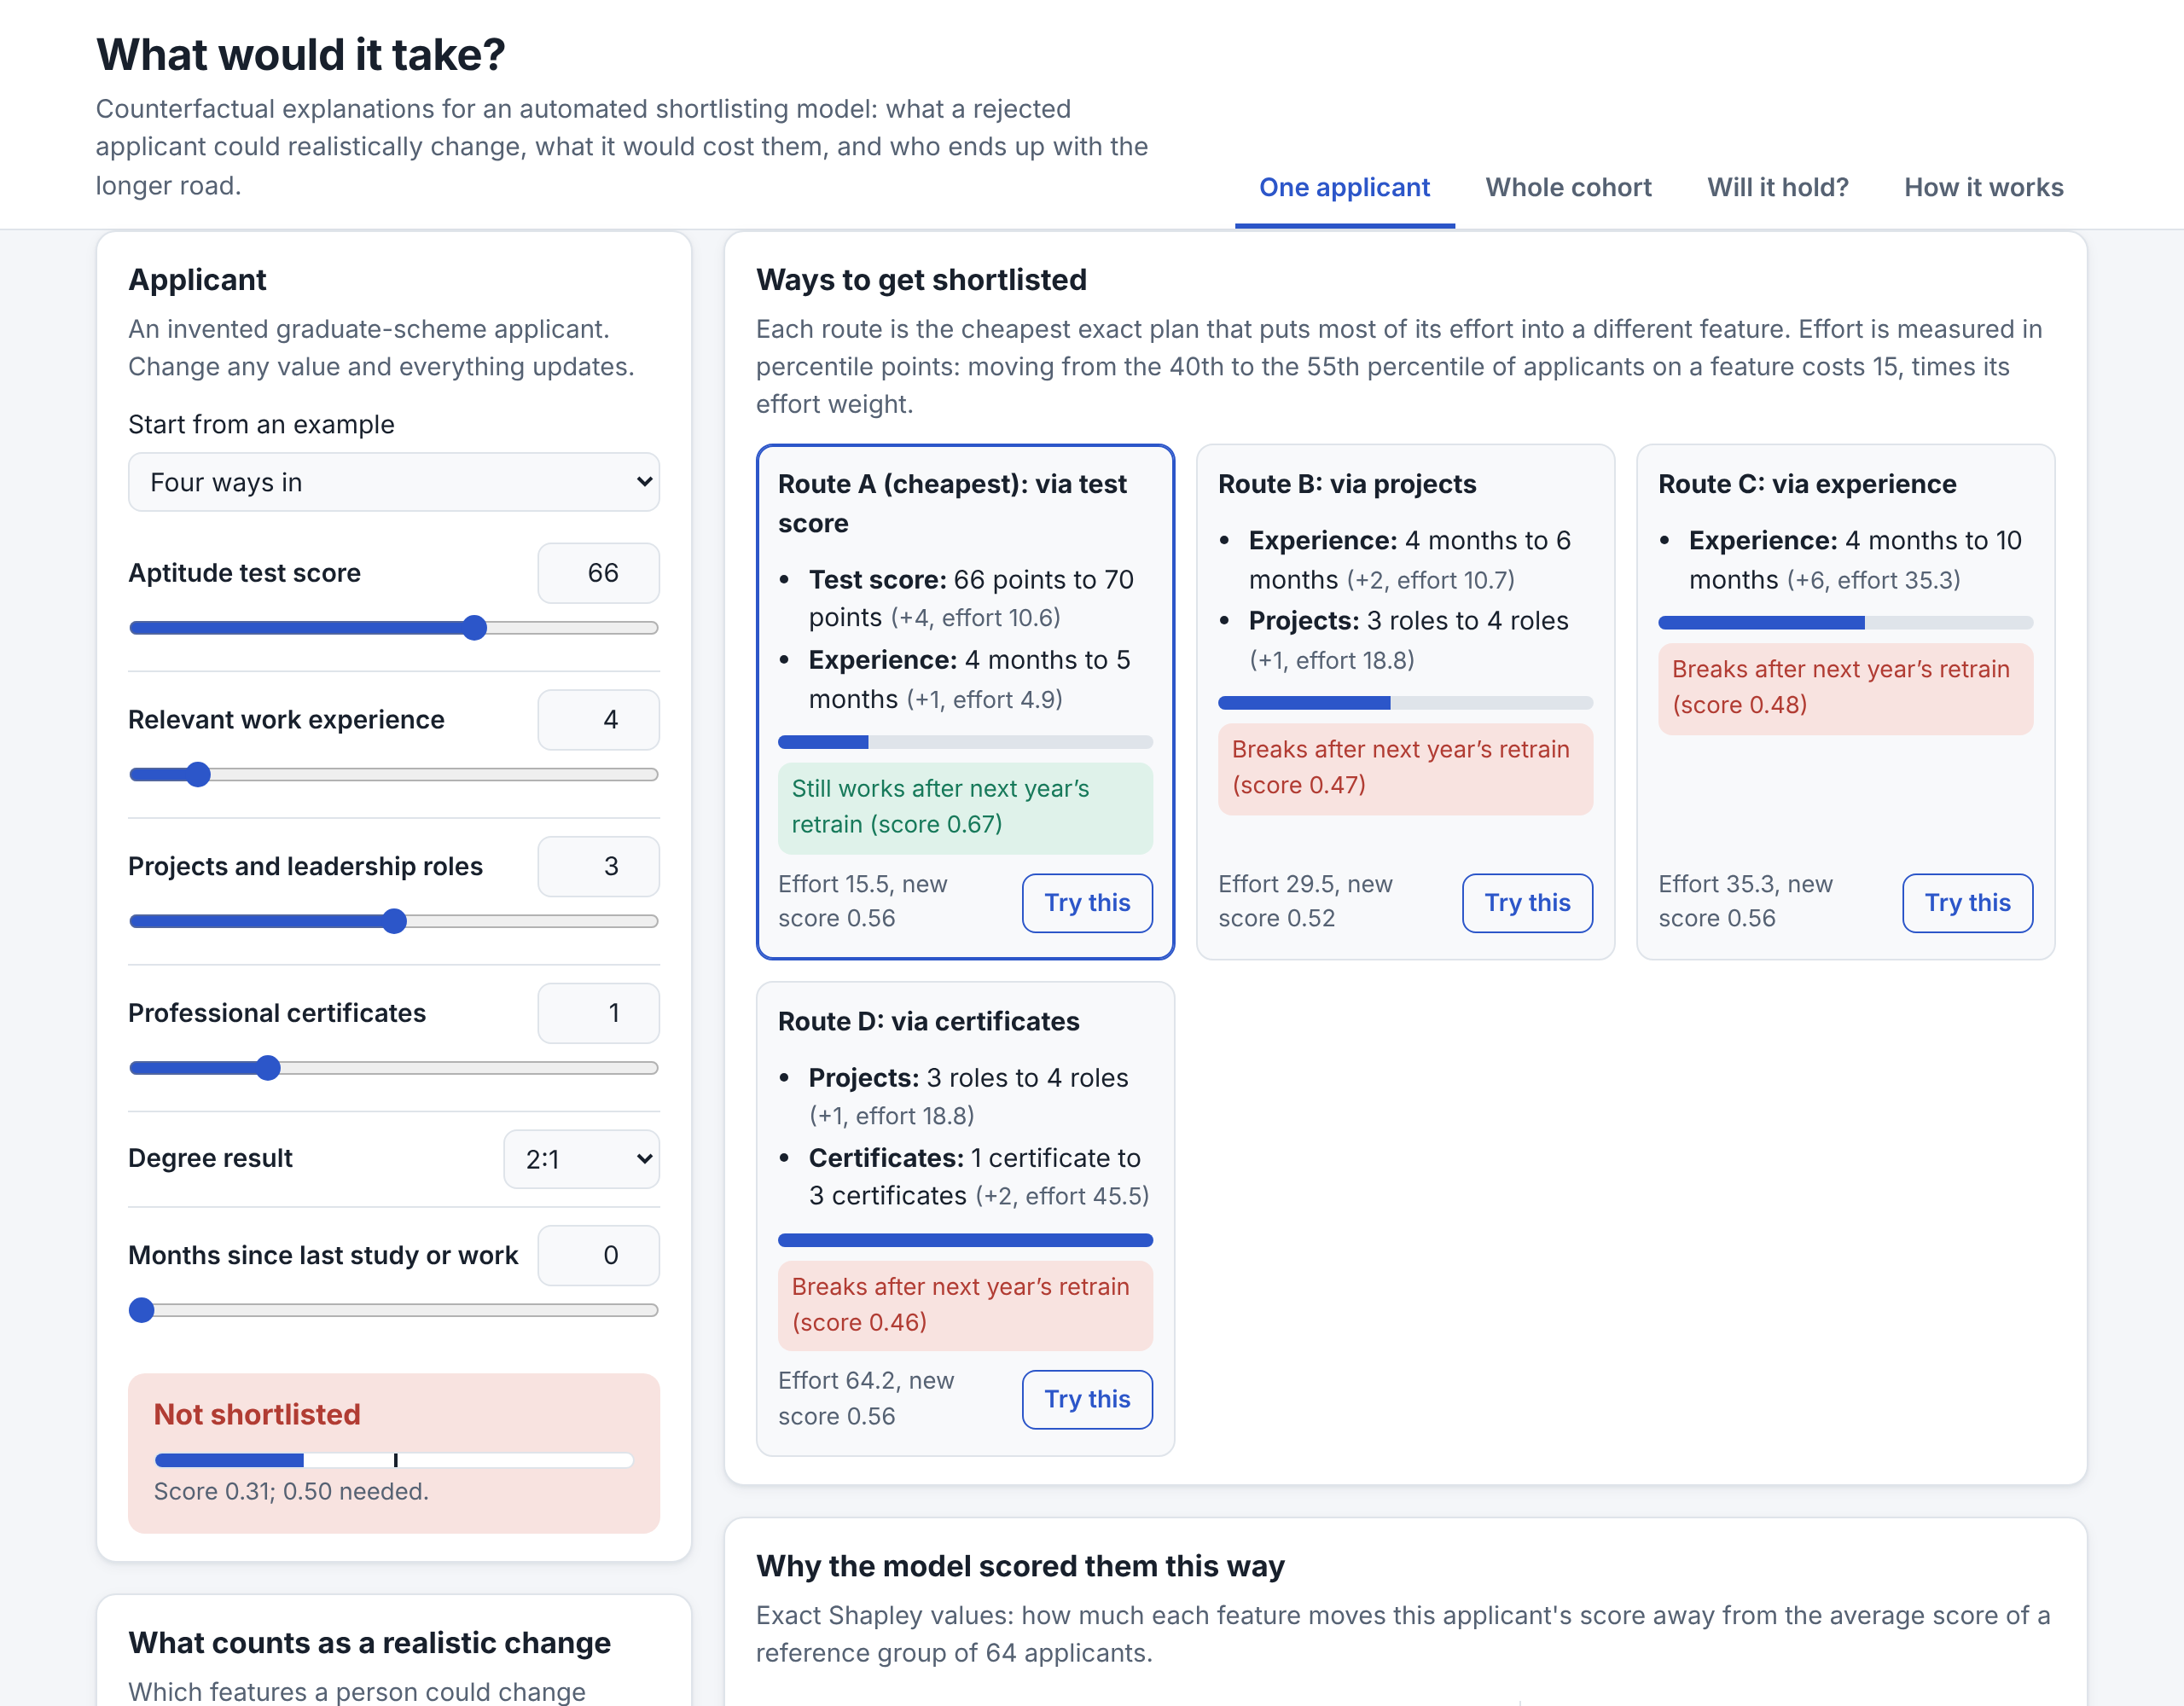 What would it take?
Counterfactual explanations for an automated shortlisting model: what a rejected
applicant could realistically change, what it would cost them, and who ends up with the
longer road.
One applicant
Whole cohort
Will it hold?
How it works
Applicant
An invented graduate-scheme applicant.
Change any value and everything updates.
Start from an example
Four ways in
Aptitude test score
66
Relevant work experience
4
Projects and leadership roles
3
Professional certificates
1
Degree result
2:1
Months since last study or work
0
Not shortlisted
Score 0.31; 0.50 needed.
What counts as a realistic change
Which features a person could change
Ways to get shortlisted
Each route is the cheapest exact plan that puts most of its effort into a different feature. Effort is measured in
percentile points: moving from the 40th to the 55th percentile of applicants on a feature costs 15, times its
effort weight.
Route A (cheapest): via test
score
• Test score: 66 points to 70
points (+4, effort 10.6)
• Experience: 4 months to 5
months (+1, effort 4.9)
Still works after next year’s
retrain (score 0.67)
Effort 15.5, new
score 0.56
Try this
Route B: via projects
• Experience: 4 months to 6
months (+2, effort 10.7)
• Projects: 3 roles to 4 roles
(+1, effort 18.8)
Breaks after next year’s retrain
(score 0.47)
Effort 29.5, new
score 0.52
Try this
Route C: via experience
• Experience: 4 months to 10
months (+6, effort 35.3)
Breaks after next year’s retrain
(score 0.48)
Effort 35.3, new
score 0.56
Try this
Route D: via certificates
• Projects: 3 roles to 4 roles
(+1, effort 18.8)
• Certificates: 1 certificate to
3 certificates (+2, effort 45.5)
Breaks after next year’s retrain
(score 0.46)
Effort 64.2, new
score 0.56
Try this
Why the model scored them this way
Exact Shapley values: how much each feature moves this applicant's score away from the average score of a
reference group of 64 applicants.